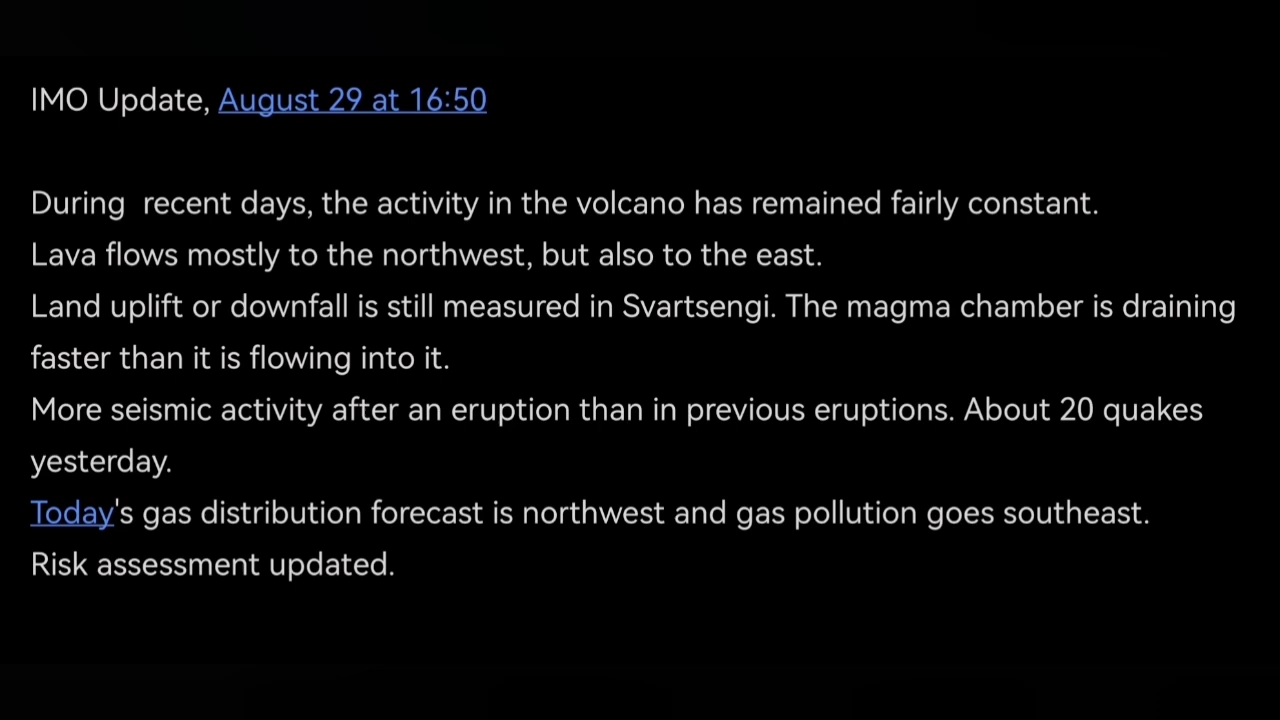 IMO Update, August 29 at 16:50
During  recent days, the activity in the volcano has remained fairly constant.
Lava flows mostly to the northwest, but also to the east.
Land uplift or downfall is still measured in Svartsengi. The magma chamber is draining
faster than it is flowing into it.
More seismic activity after an eruption than in previous eruptions. About 20 quakes
yesterday.
Today's gas distribution forecast is northwest and gas pollution goes southeast.
Risk assessment updated.